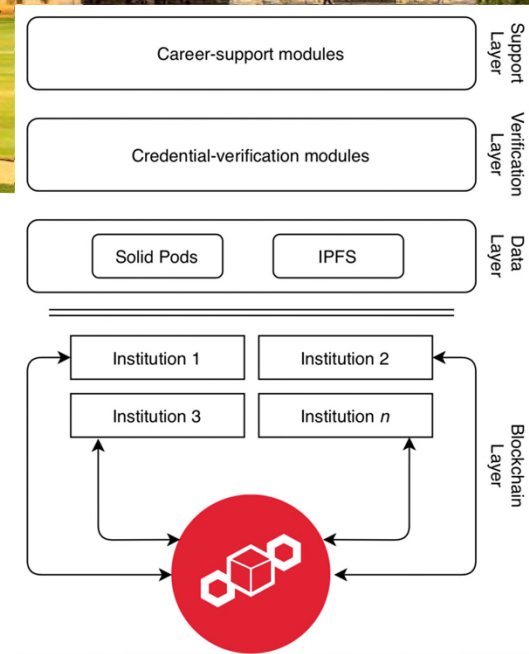 Career-support modules
Support
Layer
Credential-verification modules
Verification
Layer
Solid Pods
IPFS
Data
Layer
Institution 1
Institution 2
Institution 3
Institution n
Blockchain
Layer